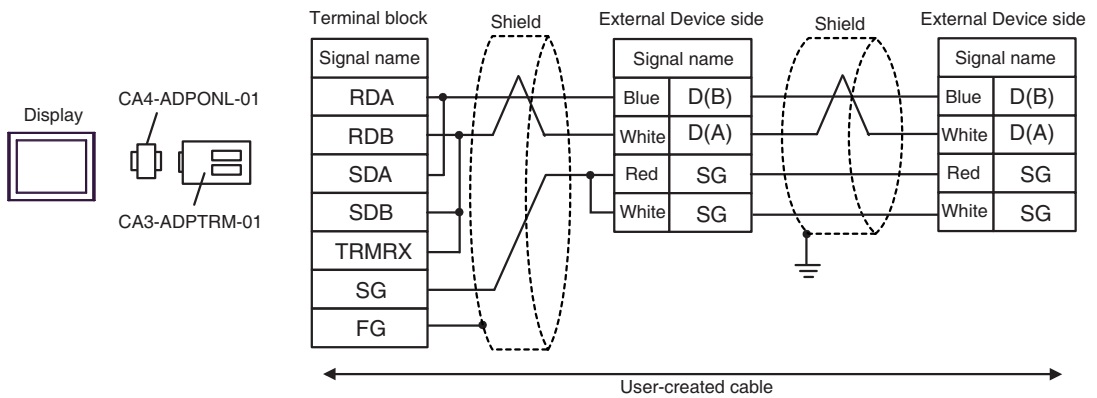 Display
CA4-ADPONL-01
CA3-ADPTRM-01
Terminal block
Signal name
RDA
RDB
SDA
SDB
TRMRX
SG
FG
Shield
External Device side
Signal name
Blue D(B)
White D(A)
Red SG
White SG
Shield
External Device side
Signal name
Blue D(B)
White D(A)
Red SG
White SG
User-created cable